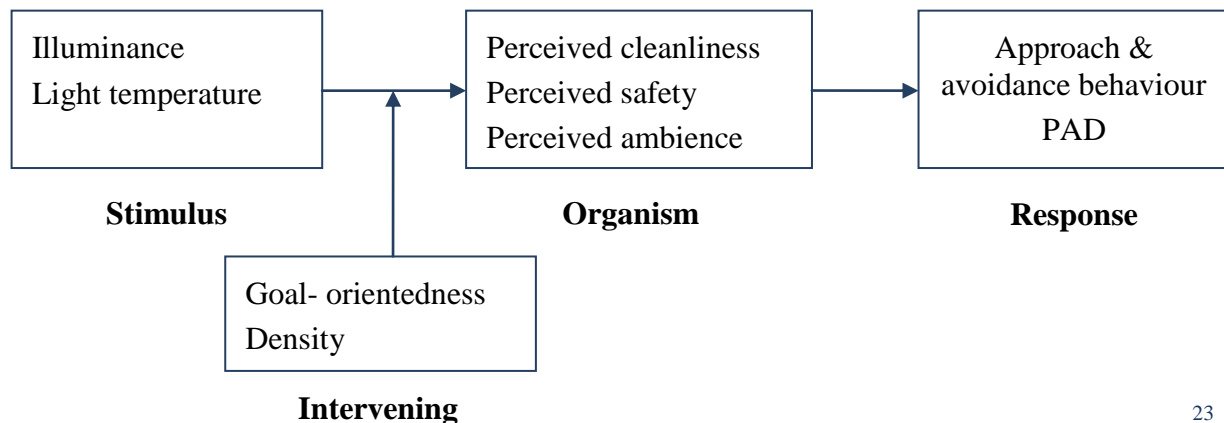 Illuminance
Light temperature
Stimulus
Perceived cleanliness
Perceived safety
Perceived ambience
Organism
Approach &
avoidance behaviour
PAD
Response
Goal- orientedness
Density
Intervening
23